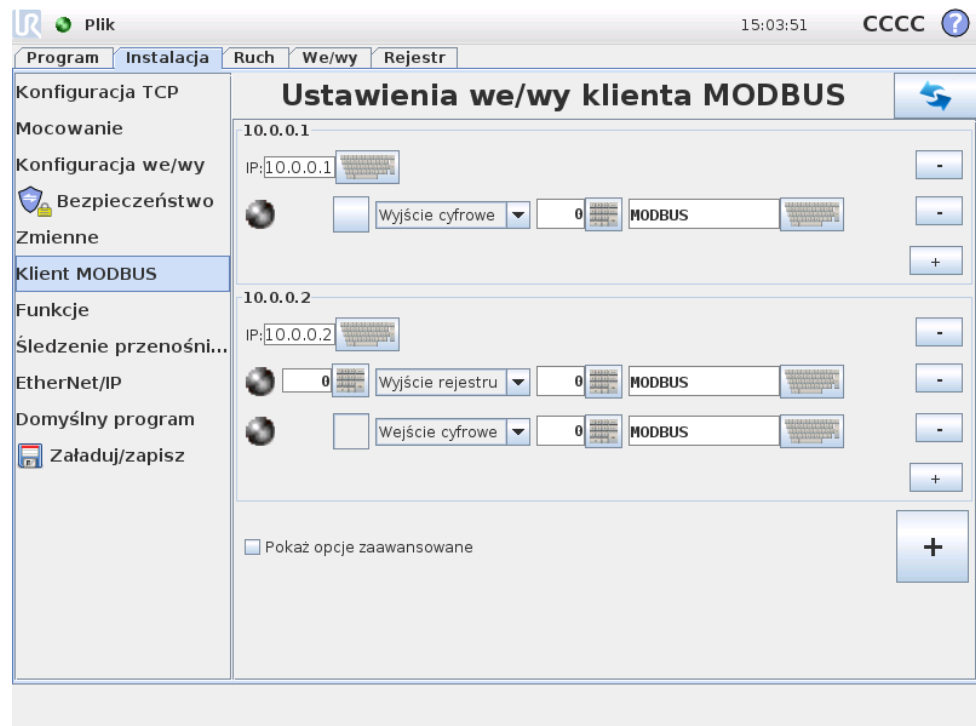 UR Plik 15:03:51 CCCC ?
Program Instalacja Ruch We/wy Rejestr
Konfiguracja TCP
Mocowanie
Konfiguracja we/wy
Bezpieczeństwo
Zmienne
Klient MODBUS
Funkcje
Śledzenie przenośni...
EtherNet/IP
Domyślny program
Załaduj/zapisz
Ustawienia we/wy klienta MODBUS
10.0.0.1
IP: 10.0.0.1 -
Wyjście cyfrowe 0 MODBUS -
+
10.0.0.2
IP: 10.0.0.2 -
0 Wyjście rejestru 0 MODBUS -
Wejście cyfrowe 0 MODBUS -
+
Pokaż opcje zaawansowane
+